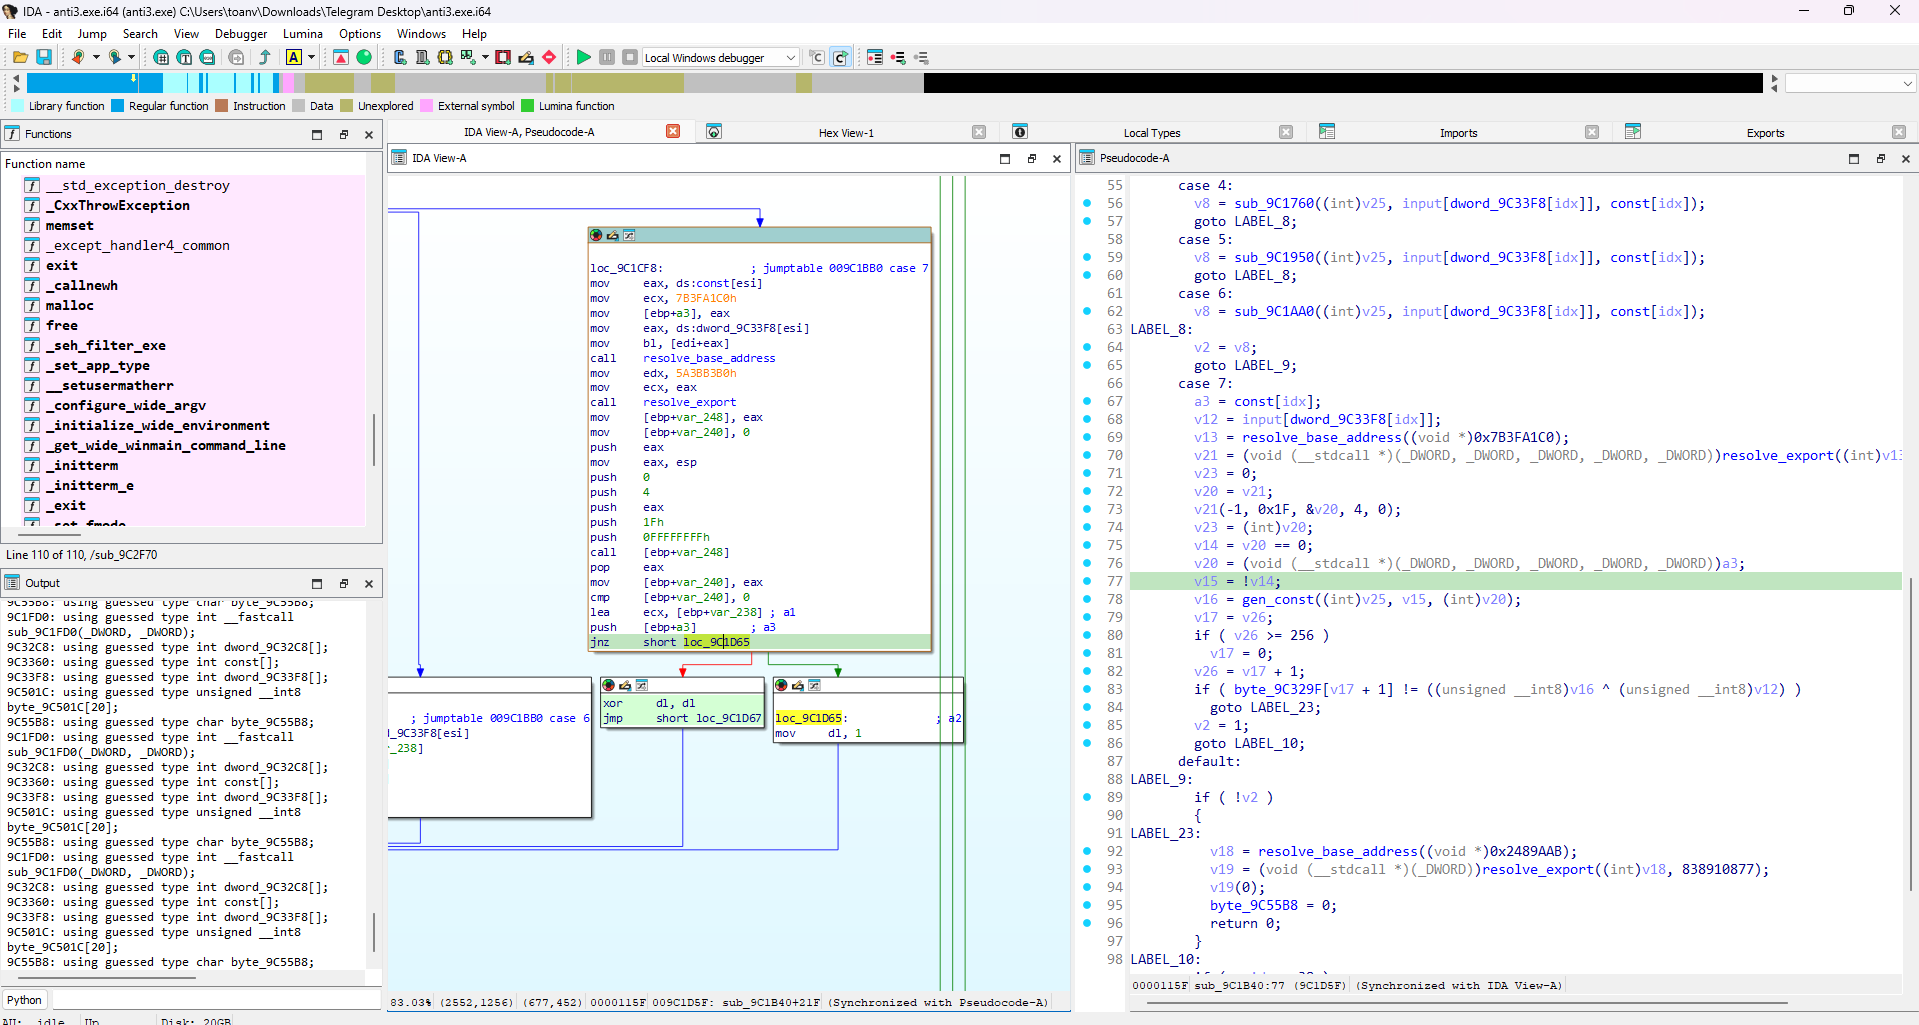 IDA - anti3.exe.i64 (anti3.exe) C:\Users\toanv\Downloads\Telegram Desktop\anti3.exe.i64
File Edit Jump Search View Debugger Lumina Options Windows Help
Local Windows debugger
Library function Regular function Instruction Data Unexplored External symbol Lumina function
Functions
Function name
__std_exception_destroy
_CxxThrowException
memset
_except_handler4_common
exit
_callnewh
malloc
free
_seh_filter_exe
_set_app_type
__setusermatherr
_configure_wide_argv
_initialize_wide_environment
_get_wide_winmain_command_line
_initterm
_initterm_e
_exit
_set_fmode
Line 110 of 110, /sub_9C2F70
Output
9C55B8: using guessed type char byte_9C55B8;
9C1FD0: using guessed type int __fastcall
sub_9C1FD0(_DWORD, _DWORD);
9C32C8: using guessed type int dword_9C32C8[];
9C3360: using guessed type int const[];
9C33F8: using guessed type int dword_9C33F8[];
9C501C: using guessed type unsigned __int8
byte_9C501C[20];
9C55B8: using guessed type char byte_9C55B8;
9C1FD0: using guessed type int __fastcall
sub_9C1FD0(_DWORD, _DWORD);
9C32C8: using guessed type int dword_9C32C8[];
9C3360: using guessed type int const[];
9C33F8: using guessed type int dword_9C33F8[];
9C501C: using guessed type unsigned __int8
byte_9C501C[20];
9C55B8: using guessed type char byte_9C55B8;
9C1FD0: using guessed type int __fastcall
sub_9C1FD0(_DWORD, _DWORD);
9C32C8: using guessed type int dword_9C32C8[];
9C3360: using guessed type int const[];
9C33F8: using guessed type int dword_9C33F8[];
9C501C: using guessed type unsigned __int8
byte_9C501C[20];
9C55B8: using guessed type char byte_9C55B8;
Python
AU: idle Up Disk: 20GB
IDA View-A, Pseudocode-A Hex View-1 Local Types Imports Exports
IDA View-A
loc_9C1CF8: ; jumptable 009C1BB0 case 7
mov eax, ds:const[esi]
mov ecx, 7B3FA1C0h
mov [ebp+a3], eax
mov eax, ds:dword_9C33F8[esi]
mov bl, [edi+eax]
call resolve_base_address
mov edx, 5A3BB3B0h
mov ecx, eax
call resolve_export
mov [ebp+var_248], eax
mov [ebp+var_240], 0
push eax
mov eax, esp
push 0
push 4
push eax
push 1Fh
push 0FFFFFFFFh
call [ebp+var_248]
pop eax
mov [ebp+var_240], eax
cmp [ebp+var_240], 0
lea ecx, [ebp+var_238] ; a1
push [ebp+a3] ; a3
jnz short loc_9C1D65
; jumptable 009C1BB0 case 6
_9C33F8[esi]
_238]
xor dl, dl
jmp short loc_9C1D67
loc_9C1D65: ; a2
mov dl, 1
83.03% (2552,1256) (677,452) 0000115F 009C1D5F: sub_9C1B40+21F (Synchronized with Pseudocode-A)
Pseudocode-A
55 case 4:
56 v8 = sub_9C1760((int)v25, input[dword_9C33F8[idx]], const[idx]);
57 goto LABEL_8;
58 case 5:
59 v8 = sub_9C1950((int)v25, input[dword_9C33F8[idx]], const[idx]);
60 goto LABEL_8;
61 case 6:
62 v8 = sub_9C1AA0((int)v25, input[dword_9C33F8[idx]], const[idx]);
63 LABEL_8:
64 v2 = v8;
65 goto LABEL_9;
66 case 7:
67 a3 = const[idx];
68 v12 = input[dword_9C33F8[idx]];
69 v13 = resolve_base_address((void *)0x7B3FA1C0);
70 v21 = (void (__stdcall *)(_DWORD, _DWORD, _DWORD, _DWORD, _DWORD))resolve_export((int)v13
71 v23 = 0;
72 v20 = v21;
73 v21(-1, 0x1F, &v20, 4, 0);
74 v23 = (int)v20;
75 v14 = v20 == 0;
76 v20 = (void (__stdcall *)(_DWORD, _DWORD, _DWORD, _DWORD, _DWORD))a3;
77 v15 = !v14;
78 v16 = gen_const((int)v25, v15, (int)v20);
79 v17 = v26;
80 if ( v26 >= 256 )
81 v17 = 0;
82 v26 = v17 + 1;
83 if ( byte_9C329F[v17 + 1] != ((unsigned __int8)v16 ^ (unsigned __int8)v12) )
84 goto LABEL_23;
85 v2 = 1;
86 goto LABEL_10;
87 default:
88 LABEL_9:
89 if ( !v2 )
90 {
91 LABEL_23:
92 v18 = resolve_base_address((void *)0x2489AAB);
93 v19 = (void (__stdcall *)(_DWORD))resolve_export((int)v18, 838910877);
94 v19(0);
95 byte_9C55B8 = 0;
96 return 0;
97 }
98 LABEL_10:
0000115F sub_9C1B40:77 (9C1D5F) (Synchronized with IDA View-A)